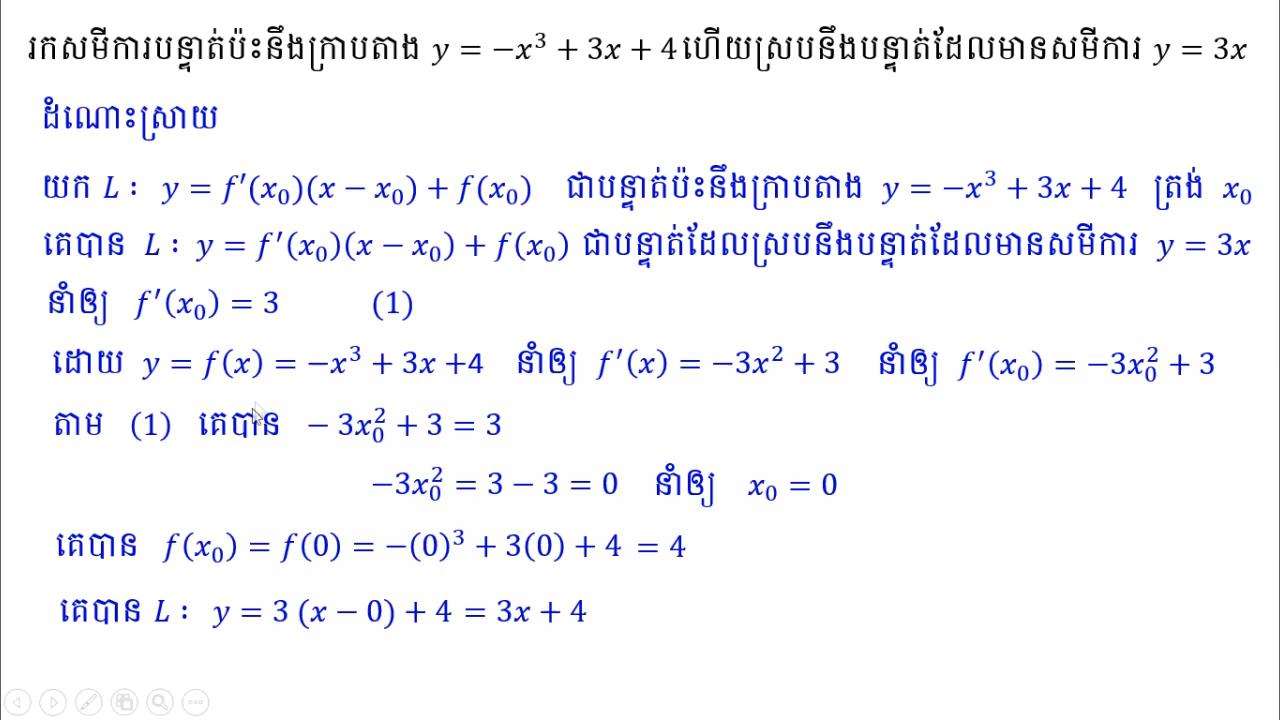 រកសមីការបន្ទាត់ប៉ះនឹងក្រាបតាង y = −x³ + 3x + 4 ហើយស្របនឹងបន្ទាត់ដែលមានសមីការ y = 3x
ដំណោះស្រាយ
យក L : y = f′(x₀)(x − x₀) + f(x₀) ជាបន្ទាត់ប៉ះនឹងក្រាបតាង y = −x³ + 3x + 4 ត្រង់ x₀
គេបាន L : y = f′(x₀)(x − x₀) + f(x₀) ជាបន្ទាត់ដែលស្របនឹងបន្ទាត់ដែលមានសមីការ y = 3x
នាំឲ្យ f′(x₀) = 3 (1)
ដោយ y = f(x) = −x³ + 3x +4 នាំឲ្យ f′(x) = −3x² + 3 នាំឲ្យ f′(x₀) = −3x₀² + 3
តាម (1) គេបាន − 3x₀² + 3 = 3
−3x₀² = 3 − 3 = 0 នាំឲ្យ x₀ = 0
គេបាន f(x₀) = f(0) = −(0)³ + 3(0) + 4 = 4
គេបាន L : y = 3 (x − 0) + 4 = 3x + 4